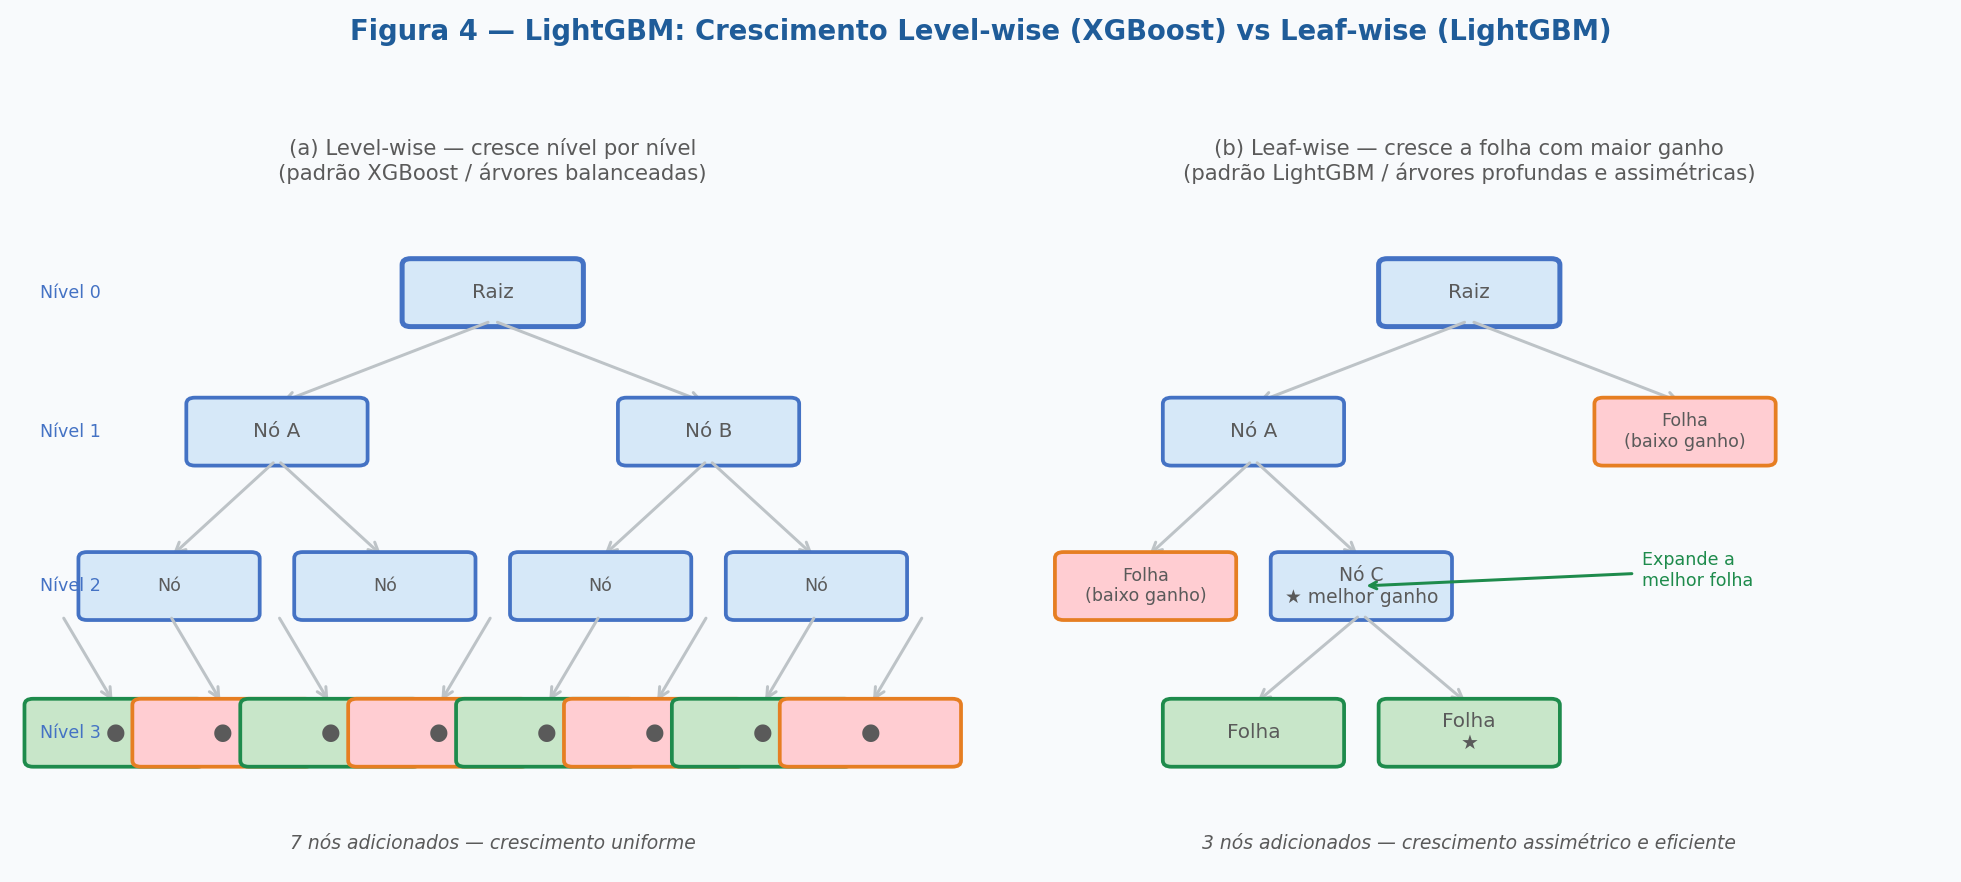 Figura 4 — LightGBM: Crescimento Level-wise (XGBoost) vs Leaf-wise (LightGBM)
(a) Level-wise — cresce nível por nível
(padrão XGBoost / árvores balanceadas)
Nível 0
Raiz
Nível 1
Nó A
Nó B
Nível 2
Nó
Nó
Nó
Nó
Nível 3
7 nós adicionados — crescimento uniforme
(b) Leaf-wise — cresce a folha com maior ganho
(padrão LightGBM / árvores profundas e assimétricas)
Raiz
Nó A
Folha
(baixo ganho)
Folha
(baixo ganho)
Nó C
★ melhor ganho
Expande a
melhor folha
Folha
Folha
★
3 nós adicionados — crescimento assimétrico e eficiente